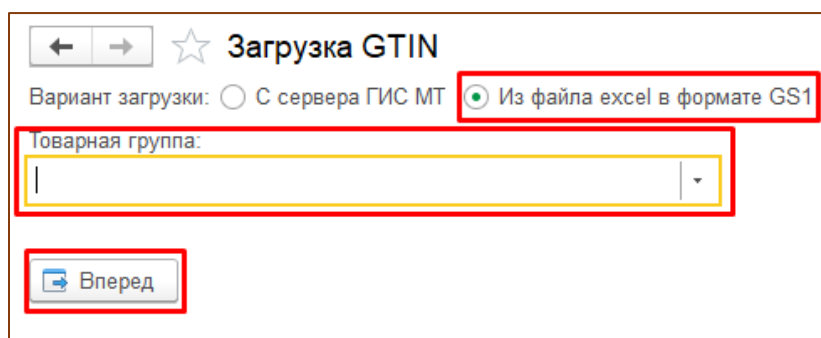 Загрузка GTIN
Вариант загрузки: С сервера ГИС МТ Из файла excel в формате GS1
Товарная группа:
Вперед